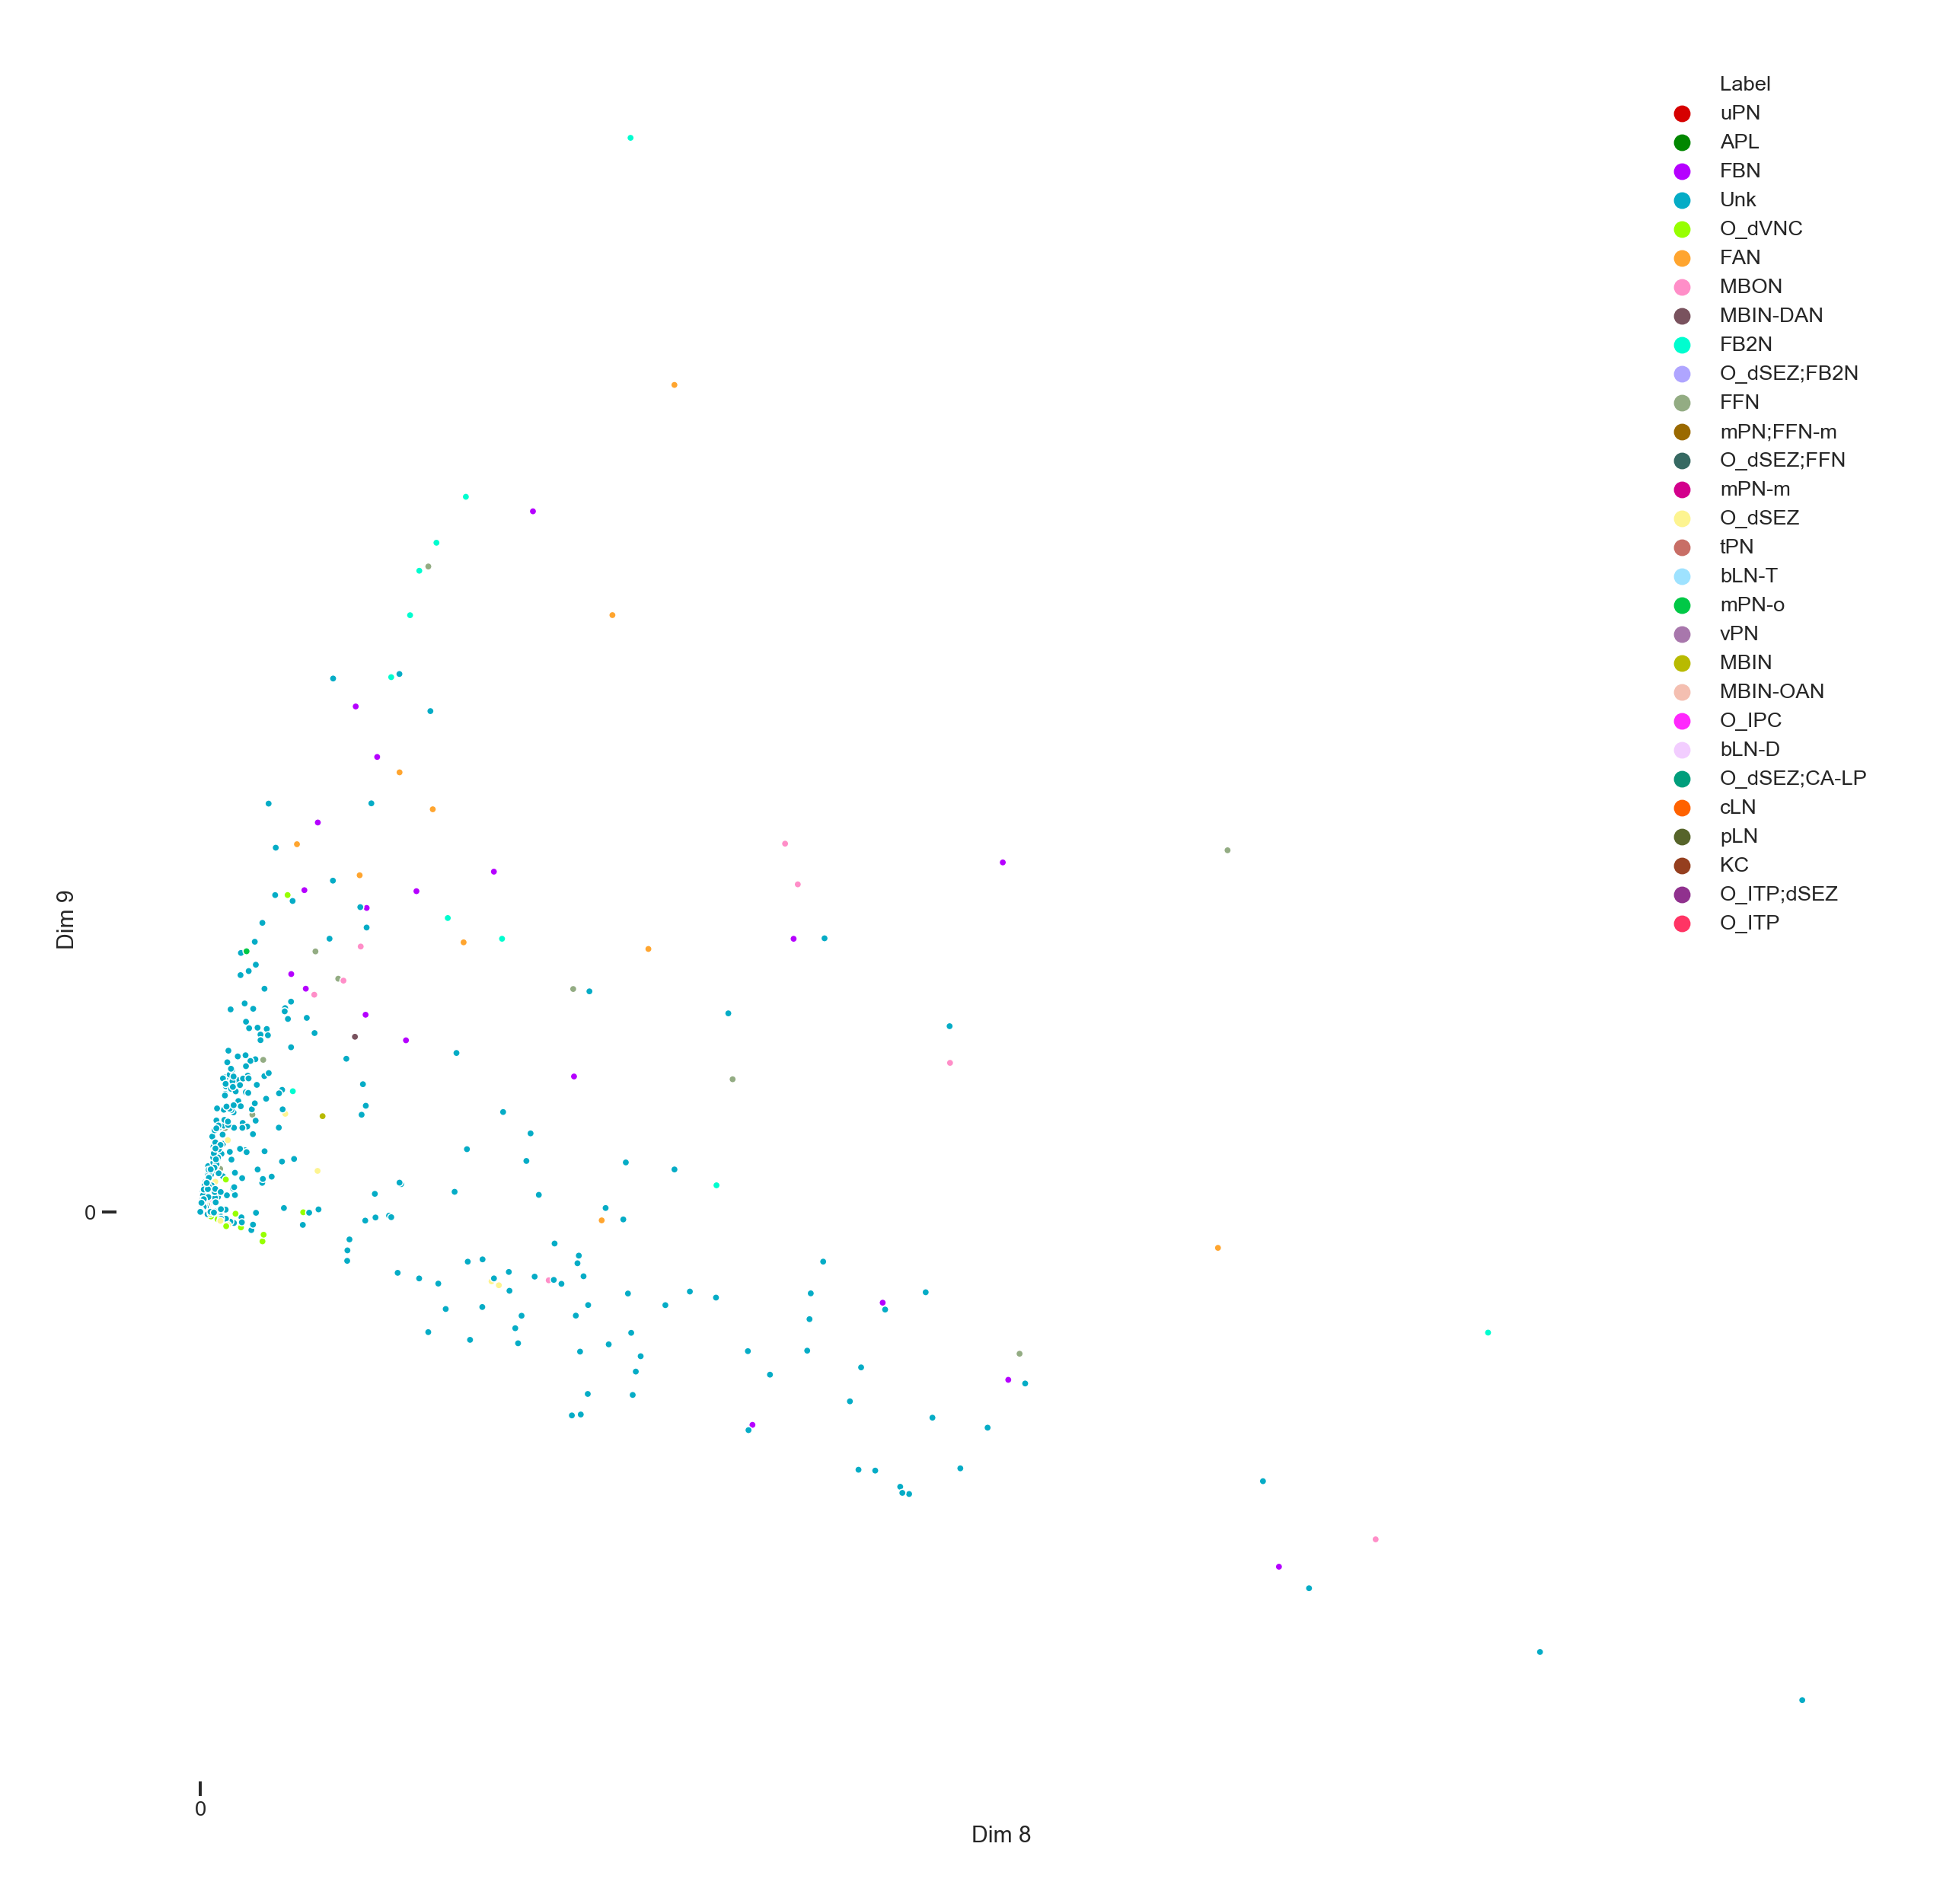 Label
uPN
APL
FBN
Unk
O_dVNC
FAN
MBON
MBIN-DAN
FB2N
O_dSEZ;FB2N
FFN
mPN;FFN-m
O_dSEZ;FFN
mPN-m
O_dSEZ
tPN
bLN-T
mPN-o
vPN
MBIN
MBIN-OAN
O_IPC
bLN-D
O_dSEZ;CA-LP
cLN
pLN
KC
O_ITP;dSEZ
O_ITP
Dim 9
0
0
Dim 8